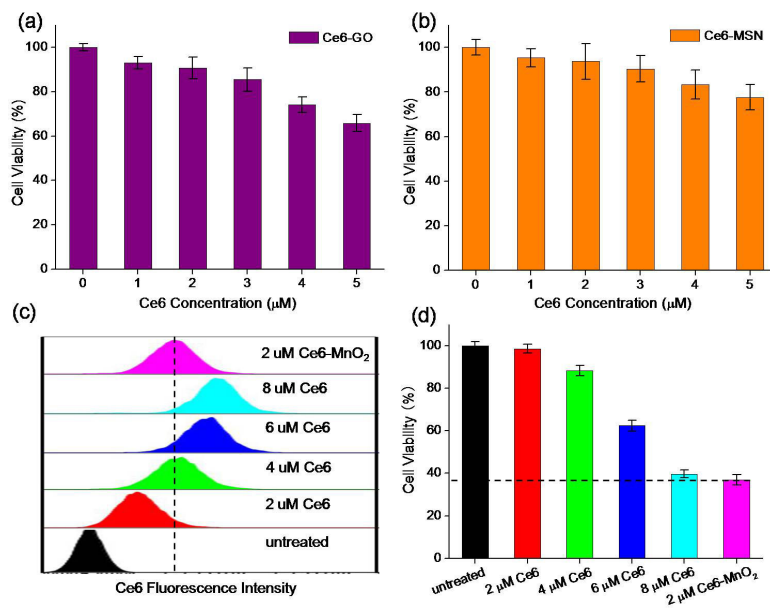 (a)
Ce6-GO
Cell Viability (%)
100
80
60
40
20
0
0 1 2 3 4 5
Ce6 Concentration (μM)
(b)
Ce6-MSN
Cell Viability (%)
100
80
60
40
20
0
0 1 2 3 4 5
Ce6 Concentration (μM)
(c)
2 uM Ce6-MnO₂
8 uM Ce6
6 uM Ce6
4 uM Ce6
2 uM Ce6
untreated
Ce6 Fluorescence Intensity
(d)
Cell Viability (%)
100
80
60
40
20
0
untreated
2 μM Ce6
4 μM Ce6
6 μM Ce6
8 μM Ce6
2 μM Ce6-MnO₂